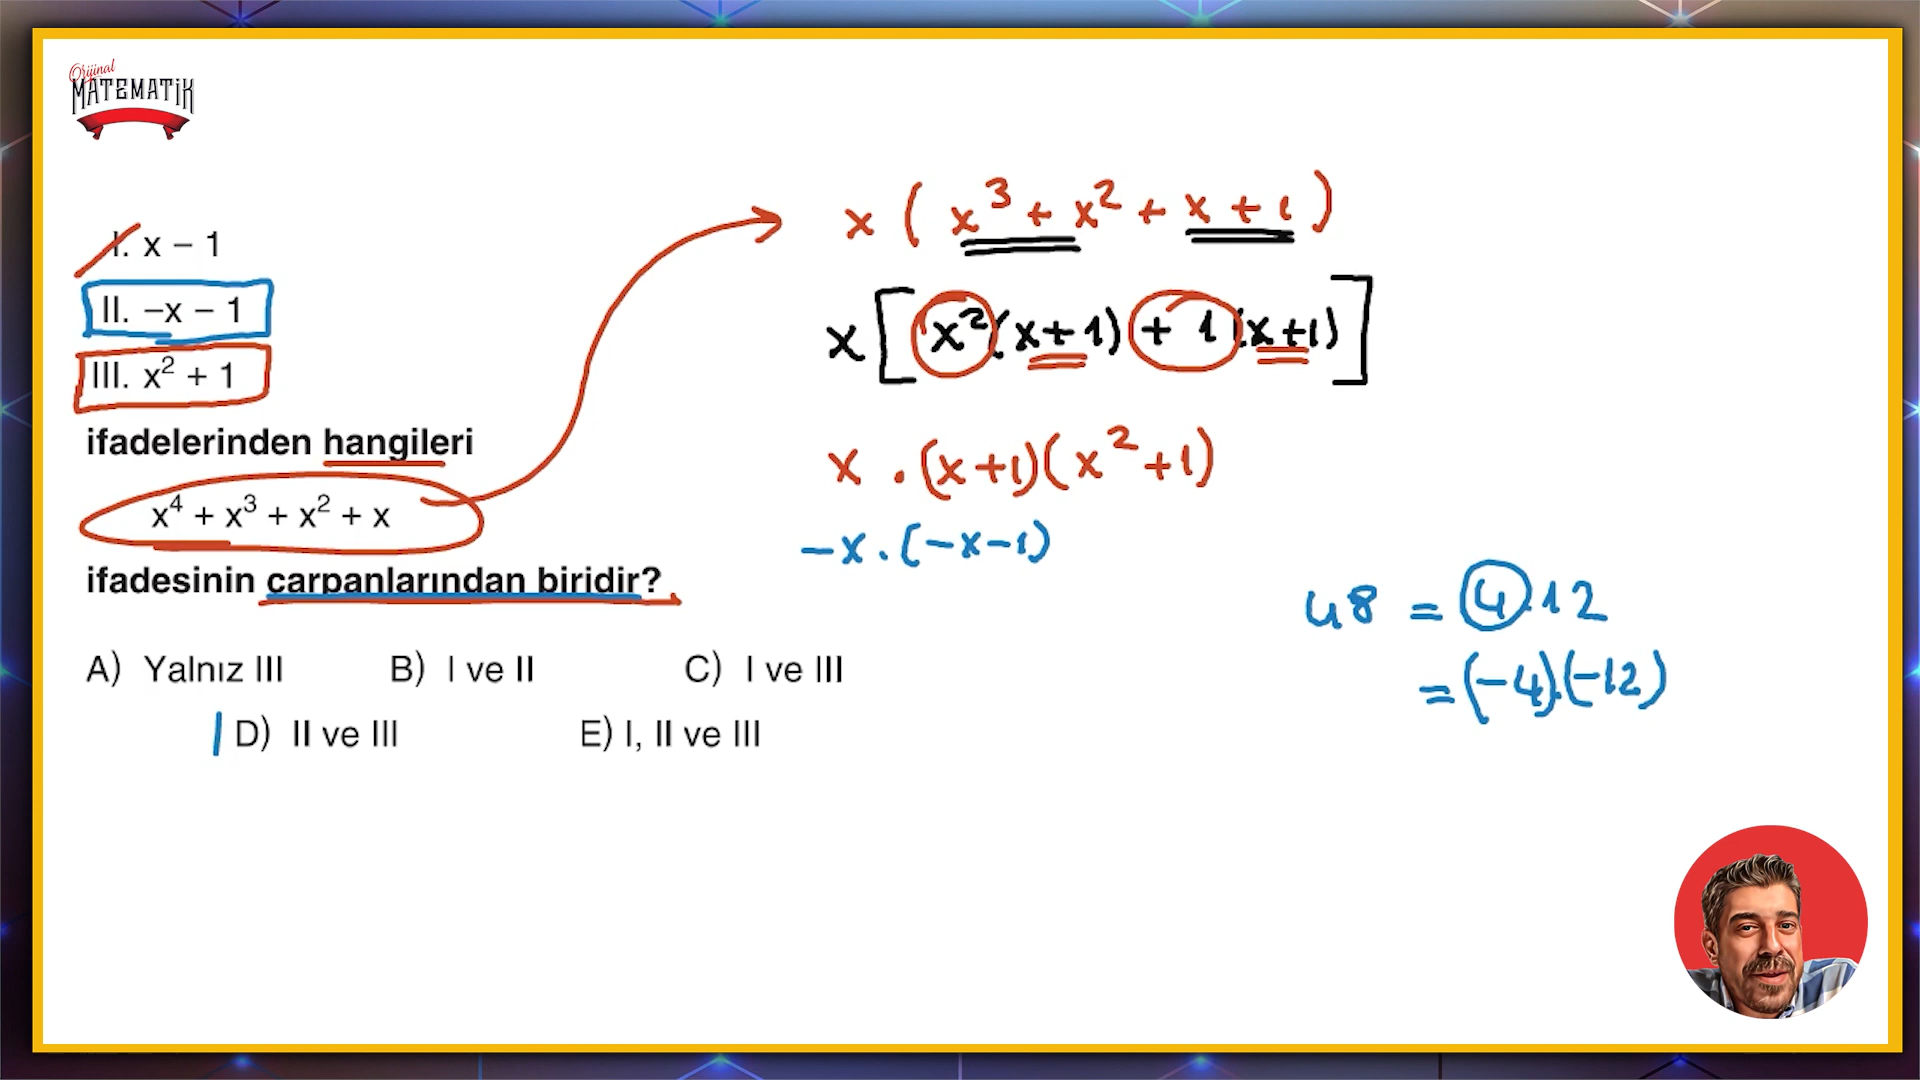 Orijinal
MATEMATİK
I. x – 1
II. –x – 1
III. x² + 1
ifadelerinden hangileri
x⁴ + x³ + x² + x
ifadesinin çarpanlarından biridir?
A) Yalnız III B) I ve II C) I ve III
D) II ve III E) I, II ve III
x ( x³ + x² + x + 1 )
x [ x² (x+1) + 1 (x+1) ]
x . (x+1) (x² + 1)
–x . (–x–1)
48 = 4.12
= (–4).(–12)